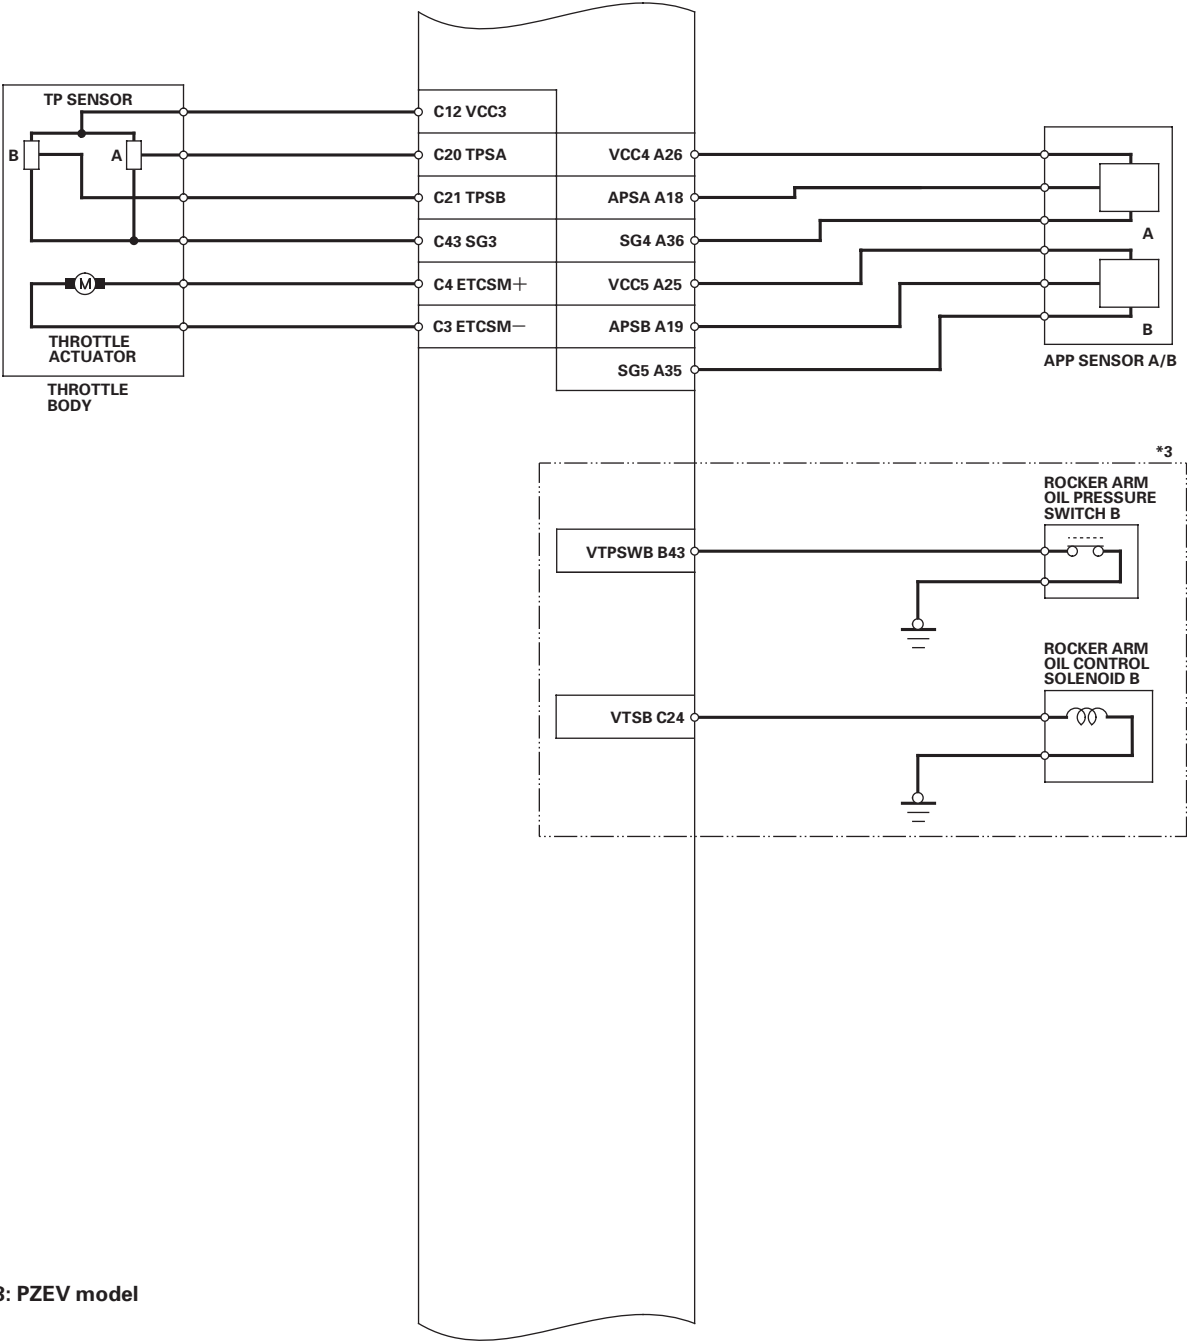 TP SENSOR
B
A
M
THROTTLE
ACTUATOR
THROTTLE
BODY
C12 VCC3
C20 TPSA
C21 TPSB
C43 SG3
C4 ETCSM+
C3 ETCSM−
VCC4 A26
APSA A18
SG4 A36
VCC5 A25
APSB A19
SG5 A35
A
B
APP SENSOR A/B
*3
ROCKER ARM
OIL PRESSURE
SWITCH B
VTPSWB B43
ROCKER ARM
OIL CONTROL
SOLENOID B
VTSB C24
3: PZEV model